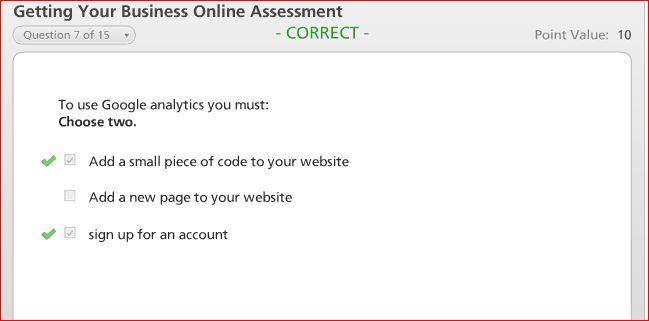 Getting Your Business Online Assessment
Question 7 of 15
- CORRECT -
Point Value: 10
To use Google analytics you must:
Choose two.
Add a small piece of code to your website
Add a new page to your website
sign up for an account